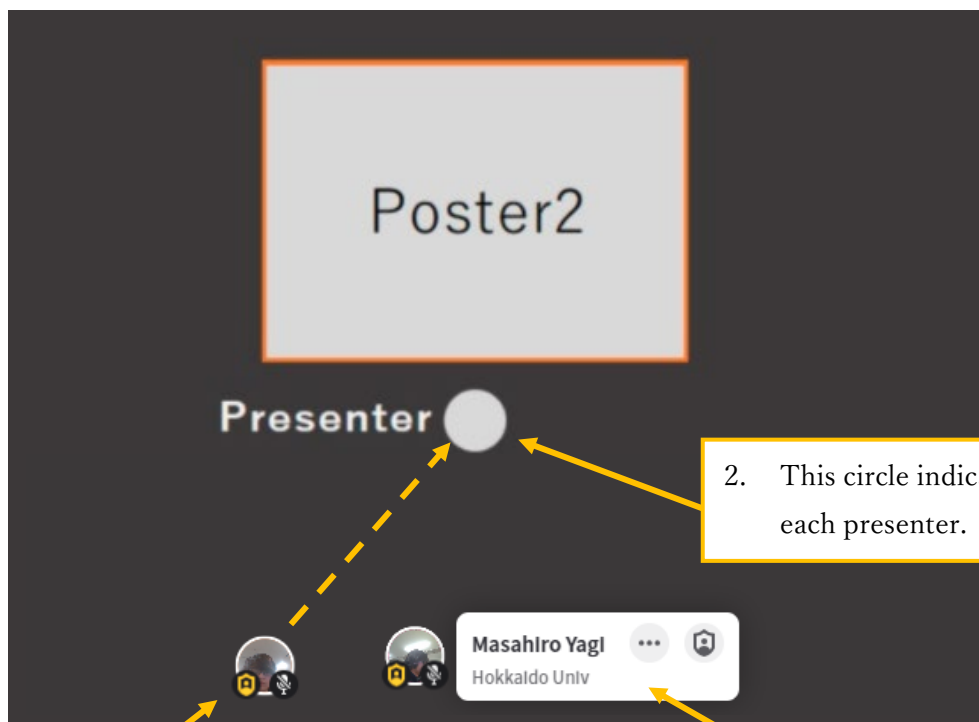 Poster2
Presenter
2. This circle indic
each presenter.
Masahiro Yagi
Hokkaido Univ